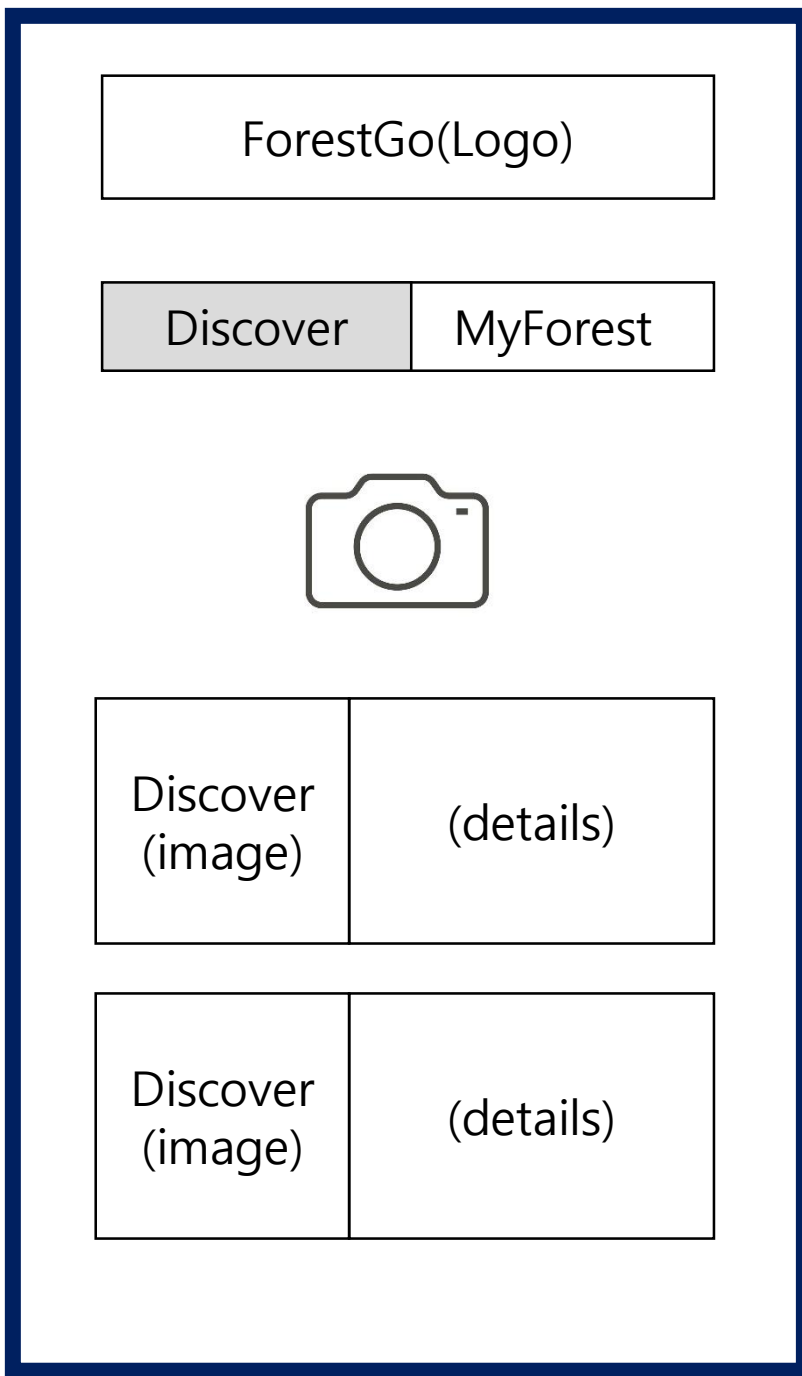 ForestGo(Logo)
Discover MyForest
Discover
(image)
(details)
Discover
(image)
(details)